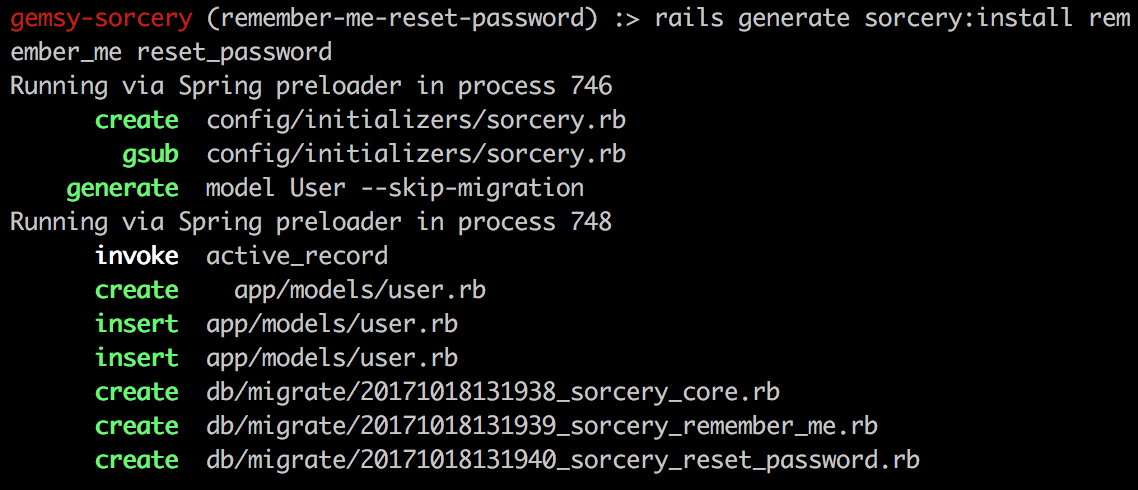 gemsy-sorcery (remember-me-reset-password) :> rails generate sorcery:install rem
ember_me reset_password
Running via Spring preloader in process 746
create config/initializers/sorcery.rb
gsub config/initializers/sorcery.rb
generate model User --skip-migration
Running via Spring preloader in process 748
invoke active_record
create app/models/user.rb
insert app/models/user.rb
insert app/models/user.rb
create db/migrate/20171018131938_sorcery_core.rb
create db/migrate/20171018131939_sorcery_remember_me.rb
create db/migrate/20171018131940_sorcery_reset_password.rb